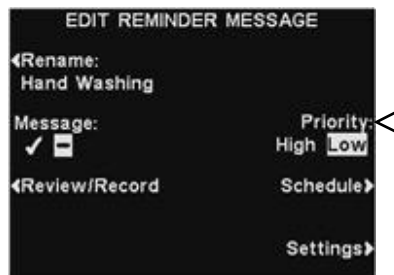 EDIT REMINDER MESSAGE
Rename:
Hand Washing
Message:
Priority:
✓ –
High Low
Review/Record
Schedule
Settings